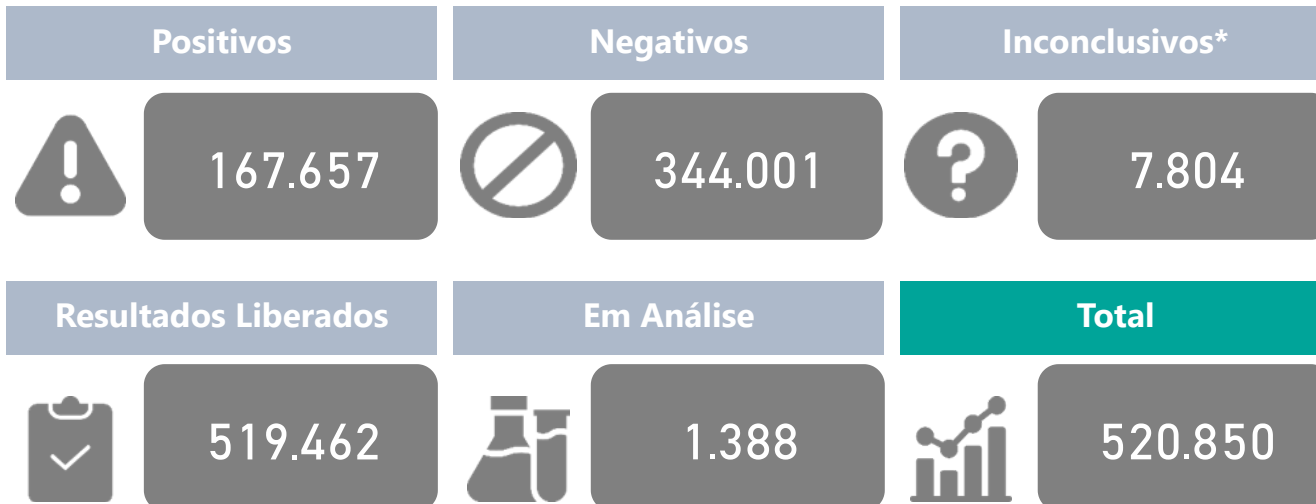 Positivos
Negativos
Inconclusivos*
167.657
344.001
7.804
Resultados Liberados
Em Análise
Total
519.462
1.388
520.850